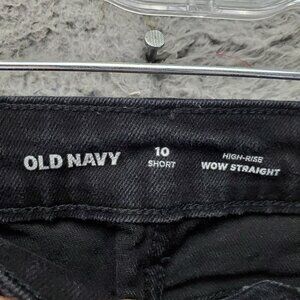 OLD NAVY
10
SHORT
HIGH-RISE
WOW STRAIGHT